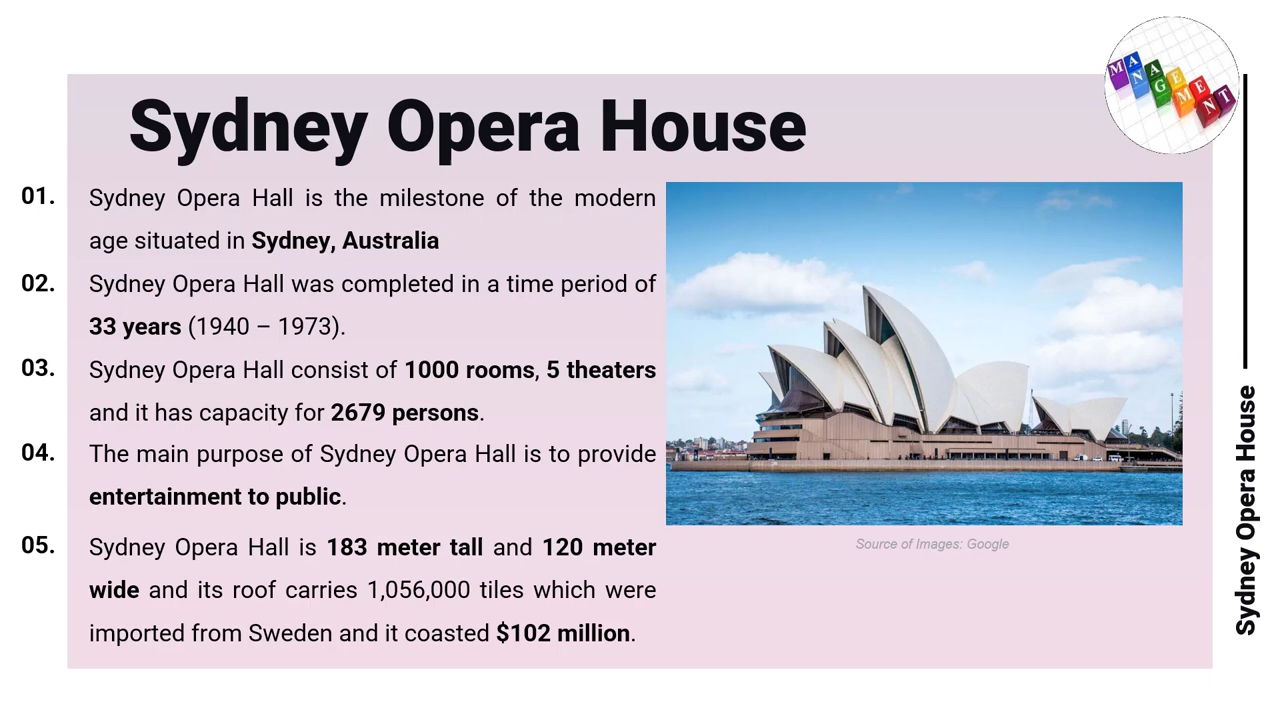 Sydney Opera House
01. Sydney Opera Hall is the milestone of the modern
age situated in Sydney, Australia
02. Sydney Opera Hall was completed in a time period of
33 years (1940 – 1973).
03. Sydney Opera Hall consist of 1000 rooms, 5 theaters
and it has capacity for 2679 persons.
04. The main purpose of Sydney Opera Hall is to provide
entertainment to public.
05. Sydney Opera Hall is 183 meter tall and 120 meter
wide and its roof carries 1,056,000 tiles which were
imported from Sweden and it coasted $102 million.
Source of Images: Google
MANAGEMENT
Sydney Opera House